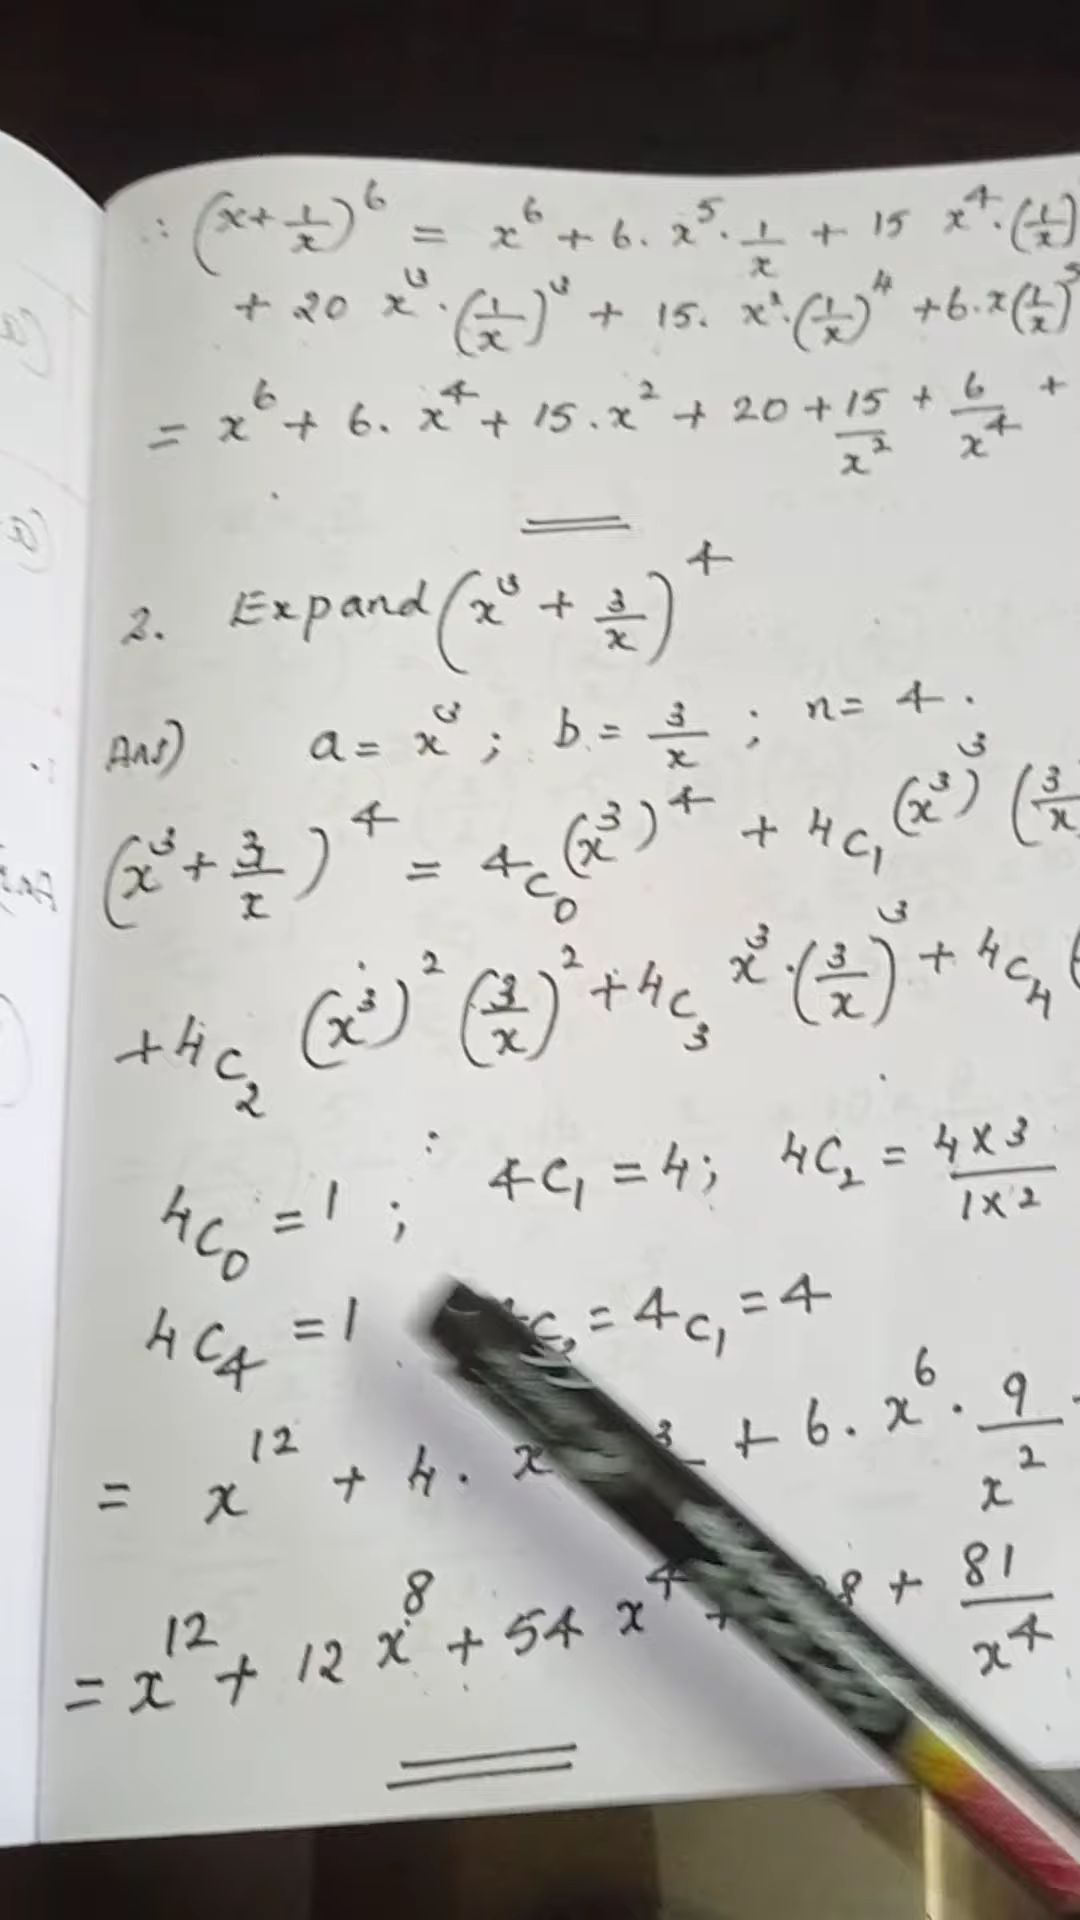 ∴ (x + 1/x)^6 = x^6 + 6. x^5. 1/x + 15 x^4. (1/x)
+ 20 x^3. (1/x)^3 + 15. x^2. (1/x)^4 + 6. x (1/x)^5
= x^6 + 6. x^4 + 15. x^2 + 20 + 15/x^2 + 6/x^4 +
2. Expand (x^3 + 3/x)^4
Ans) a = x^3 ; b = 3/x ; n = 4.
(x^3 + 3/x)^4 = 4C0 (x^3)^4 + 4C1 (x^3)^3 (3/x
+ 4C2 (x^3)^2 (3/x)^2 + 4C3 x^3. (3/x)^3 + 4C4 (
4C0 = 1 ; 4C1 = 4; 4C2 = 4 x 3 / 1 x 2
4C4 = 1 = 4C1 = 4
= x^12 + 4. x + 6. x^6. 9/x^2
= x^12 + 12 x^8 + 54 x^4 + 8 + 81/x^4